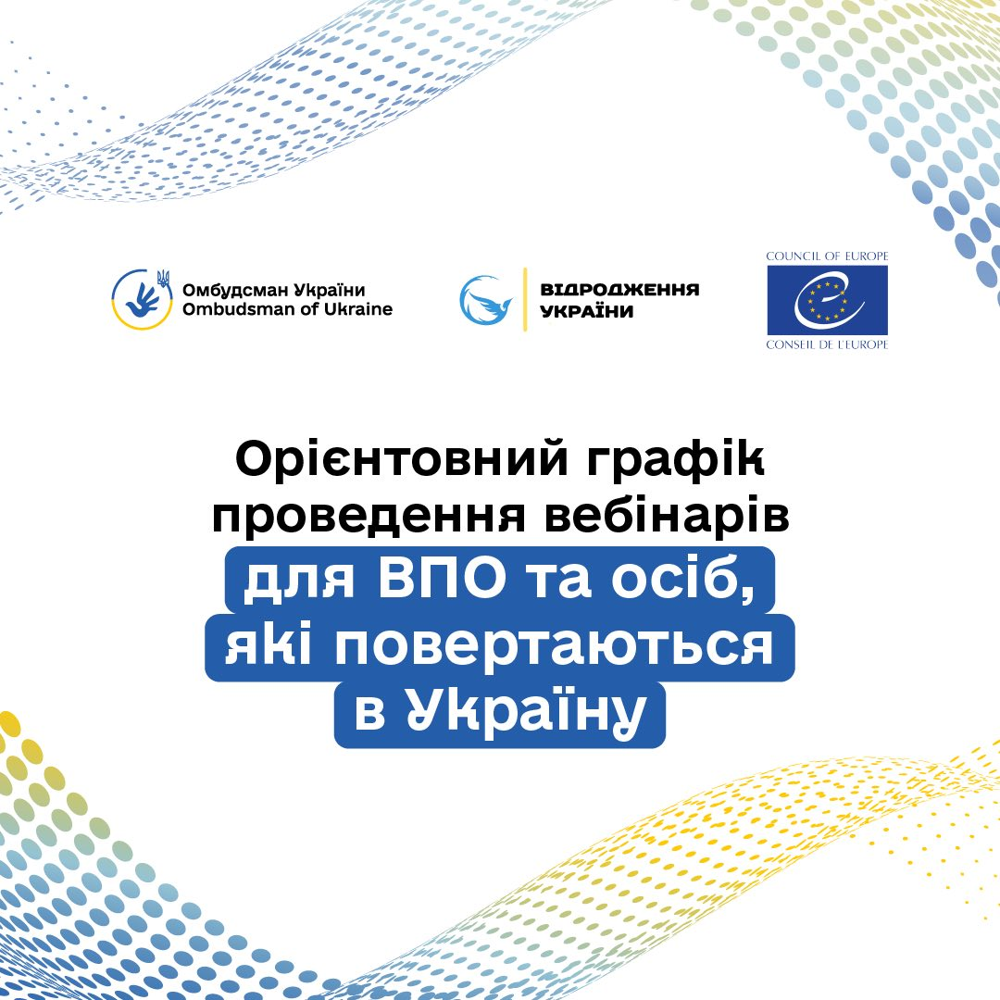 Омбудсман України
Ombudsman of Ukraine
ВІДРОДЖЕННЯ
УКРАЇНИ
COUNCIL OF EUROPE
CONSEIL DE L'EUROPE
Орієнтовний графік
проведення вебінарів
для ВПО та осіб,
які повертаються
в Україну